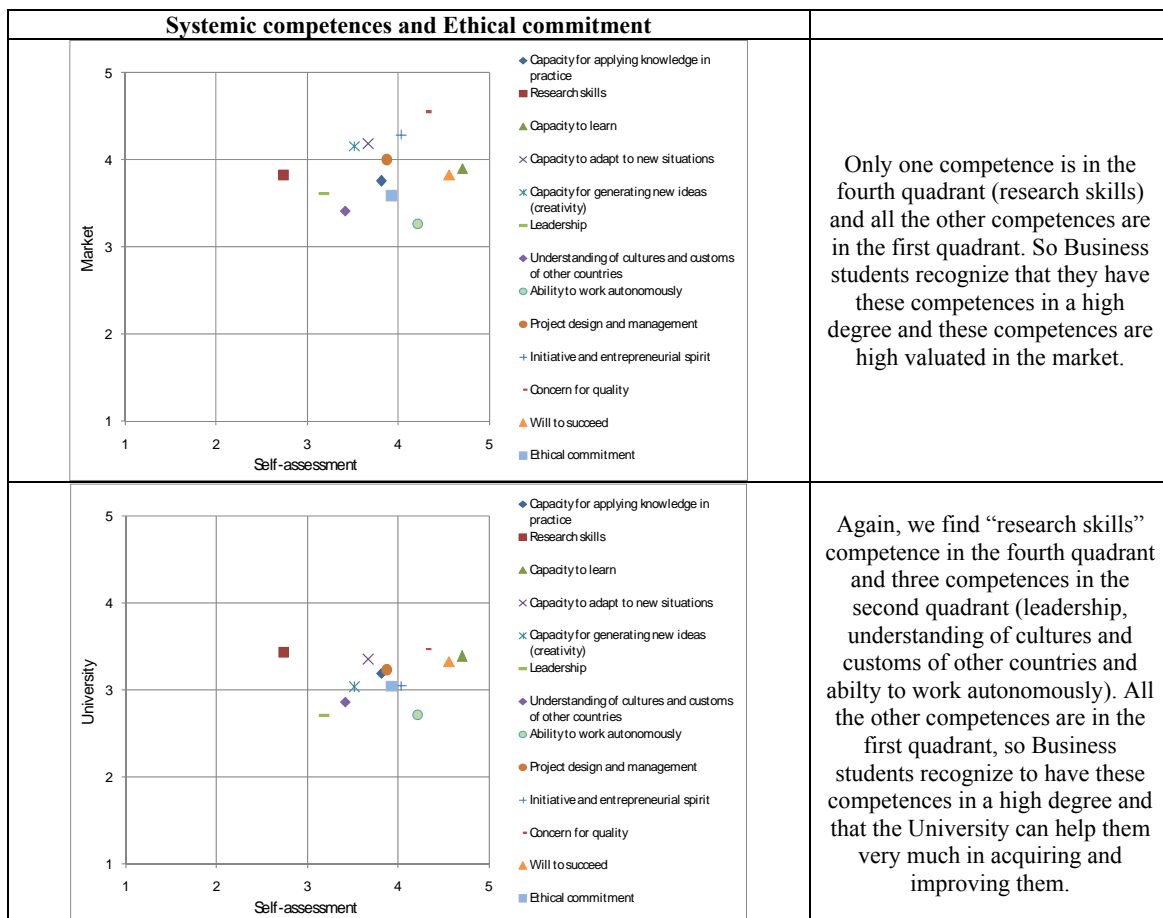 Systemic competences and Ethical commitment
5
4
3
2
1
Market
1 2 3 4 5
Self-assessment
Capacity for applying knowledge in
practice
Research skills
Capacity to learn
Capacity to adapt to new situations
Capacity for generating new ideas
(creativity)
Leadership
Understanding of cultures and customs
of other countries
Ability to work autonomously
Project design and management
Initiative and entrepreneurial spirit
Concern for quality
Will to succeed
Ethical commitment
Only one competence is in the
fourth quadrant (research skills)
and all the other competences are
in the first quadrant. So Business
students recognize that they have
these competences in a high
degree and these competences are
high valuated in the market.
5
4
3
2
1
University
1 2 3 4 5
Self-assessment
Capacity for applying knowledge in
practice
Research skills
Capacity to learn
Capacity to adapt to new situations
Capacity for generating new ideas
(creativity)
Leadership
Understanding of cultures and customs
of other countries
Ability to work autonomously
Project design and management
Initiative and entrepreneurial spirit
Concern for quality
Will to succeed
Ethical commitment
Again, we find “research skills”
competence in the fourth quadrant
and three competences in the
second quadrant (leadership,
understanding of cultures and
customs of other countries and
abilty to work autonomously). All
the other competences are in the
first quadrant, so Business
students recognize to have these
competences in a high degree and
that the University can help them
very much in acquiring and
improving them.